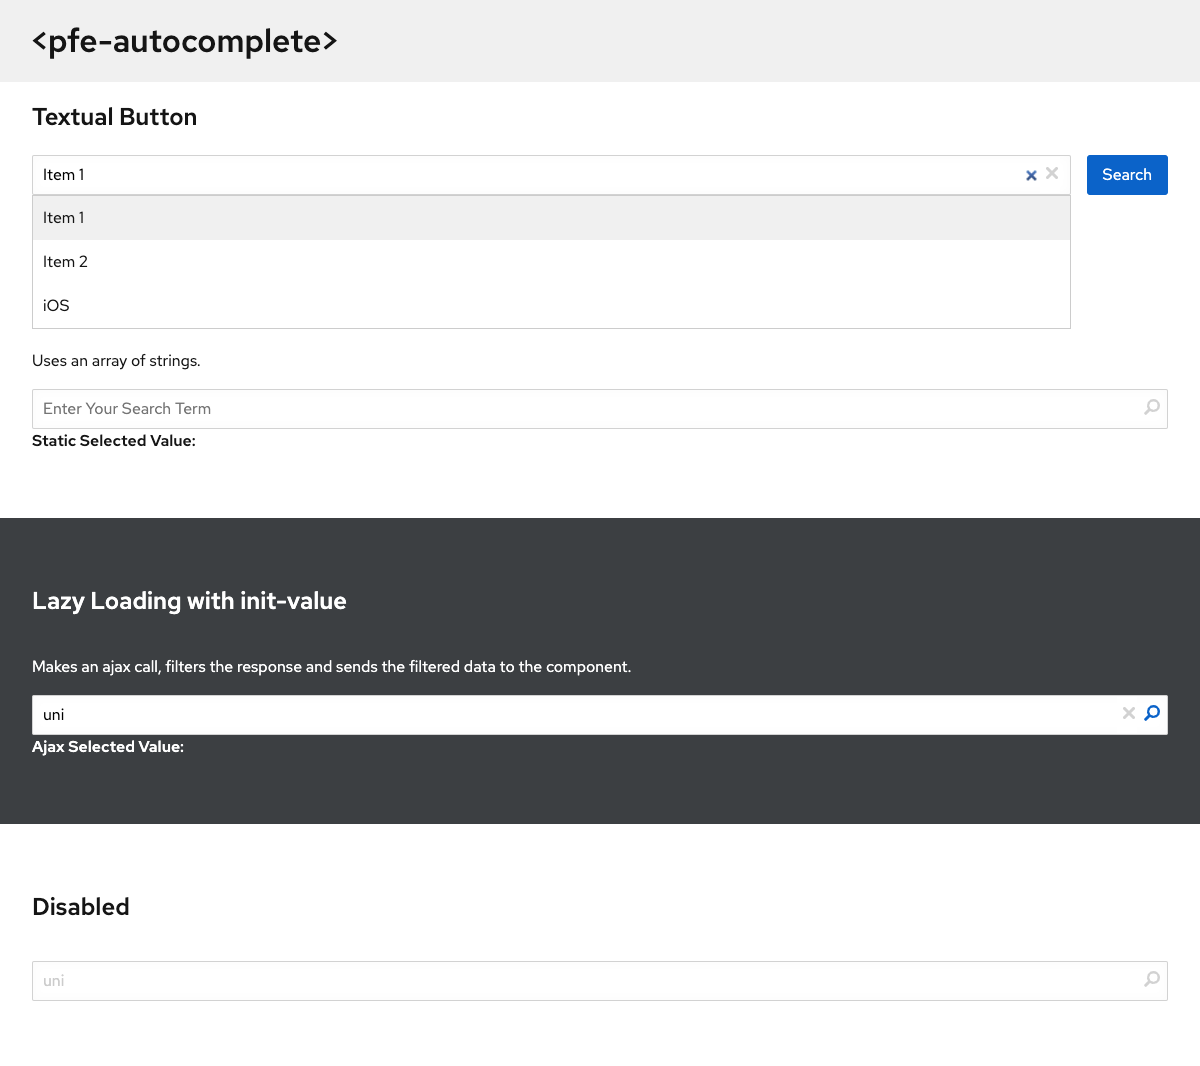 <pfe-autocomplete>
Textual Button
Item 1
Search
Item 1
Item 2
iOS
Uses an array of strings.
Enter Your Search Term
Static Selected Value:
Lazy Loading with init-value
Makes an ajax call, filters the response and sends the filtered data to the component.
uni
Ajax Selected Value:
Disabled
uni